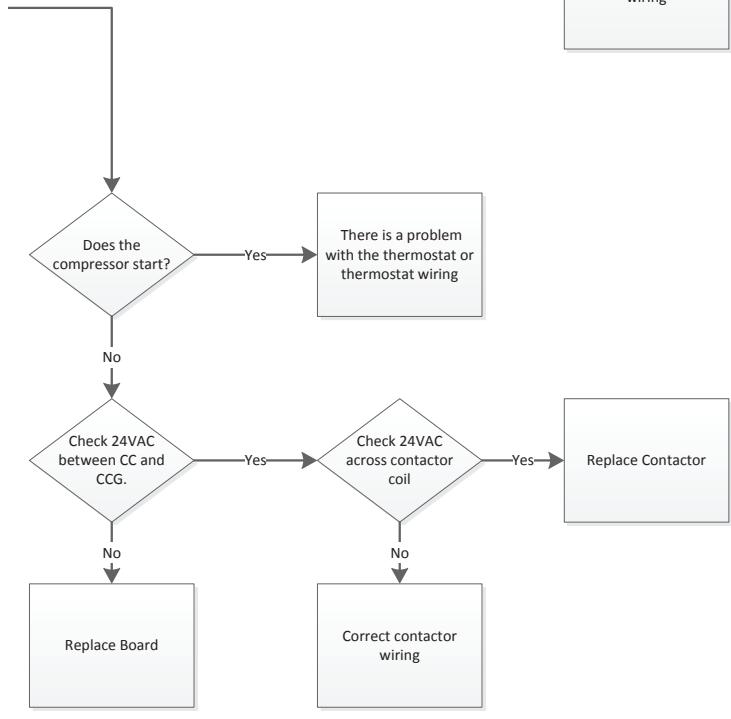 wiring
Does the
compressor start?
Yes
There is a problem
with the thermostat or
thermostat wiring
No
Check 24VAC
between CC and
CCG.
Yes
Check 24VAC
across contactor
coil
Yes
Replace Contactor
No
No
Replace Board
Correct contactor
wiring